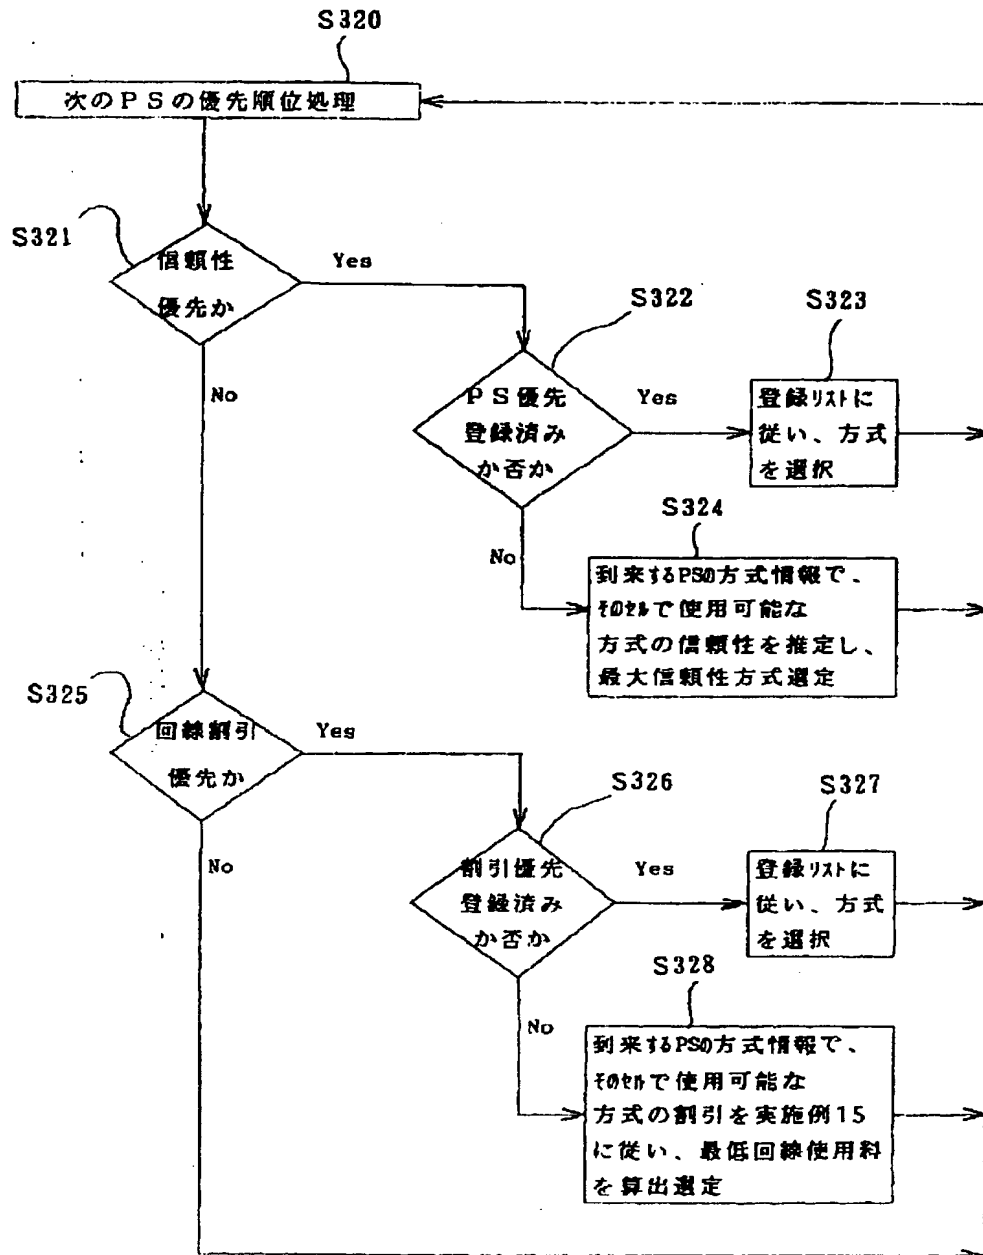 S320
次のPSの優先順位処理
S321
信頼性
優先か
Yes
No
S322
PS優先
登録済み
か否か
Yes
No
S323
登録リストに
従い、方式
を選択
S324
到来するPSの方式情報で、
そのセルで使用可能な
方式の信頼性を推定し、
最大信頼性方式選定
S325
回線割引
優先か
Yes
No
S326
割引優先
登録済み
か否か
Yes
No
S327
登録リストに
従い、方式
を選択
S328
到来するPSの方式情報で、
そのセルで使用可能な
方式の割引を実施例15
に従い、最低回線使用料
を算出選定